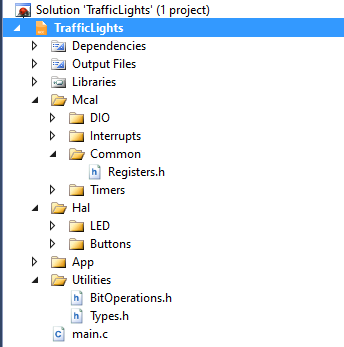 Solution 'TrafficLights' (1 project)
TrafficLights
Dependencies
Output Files
Libraries
Mcal
DIO
Interrupts
Common
Registers.h
Timers
Hal
LED
Buttons
App
Utilities
BitOperations.h
Types.h
main.c